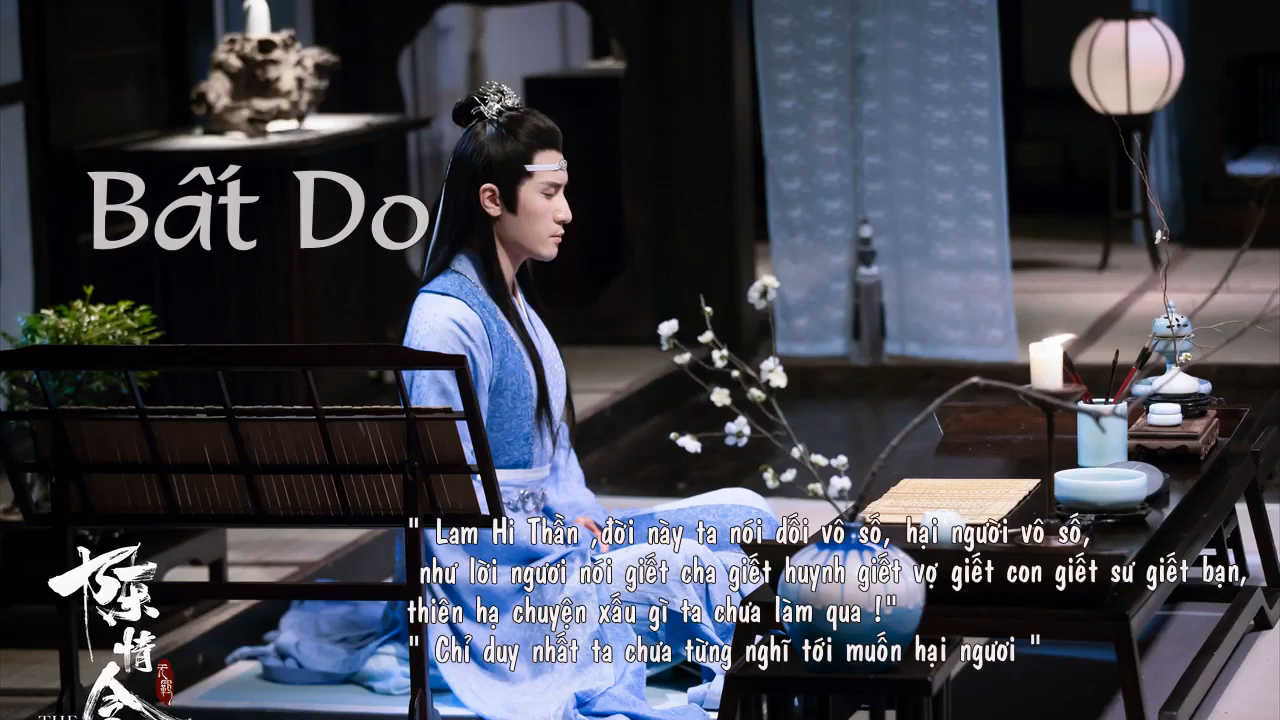 Bất Do
" Lam Hi Thần ,đời này ta nói dối vô số, hại người vô số,
như lời ngươi nói giết cha giết huynh giết vợ giết con giết sư giết bạn,
thiên hạ chuyện xấu gì ta chưa làm qua !"
" Chỉ duy nhất ta chưa từng nghĩ tới muốn hại ngươi "
陈情令
THE